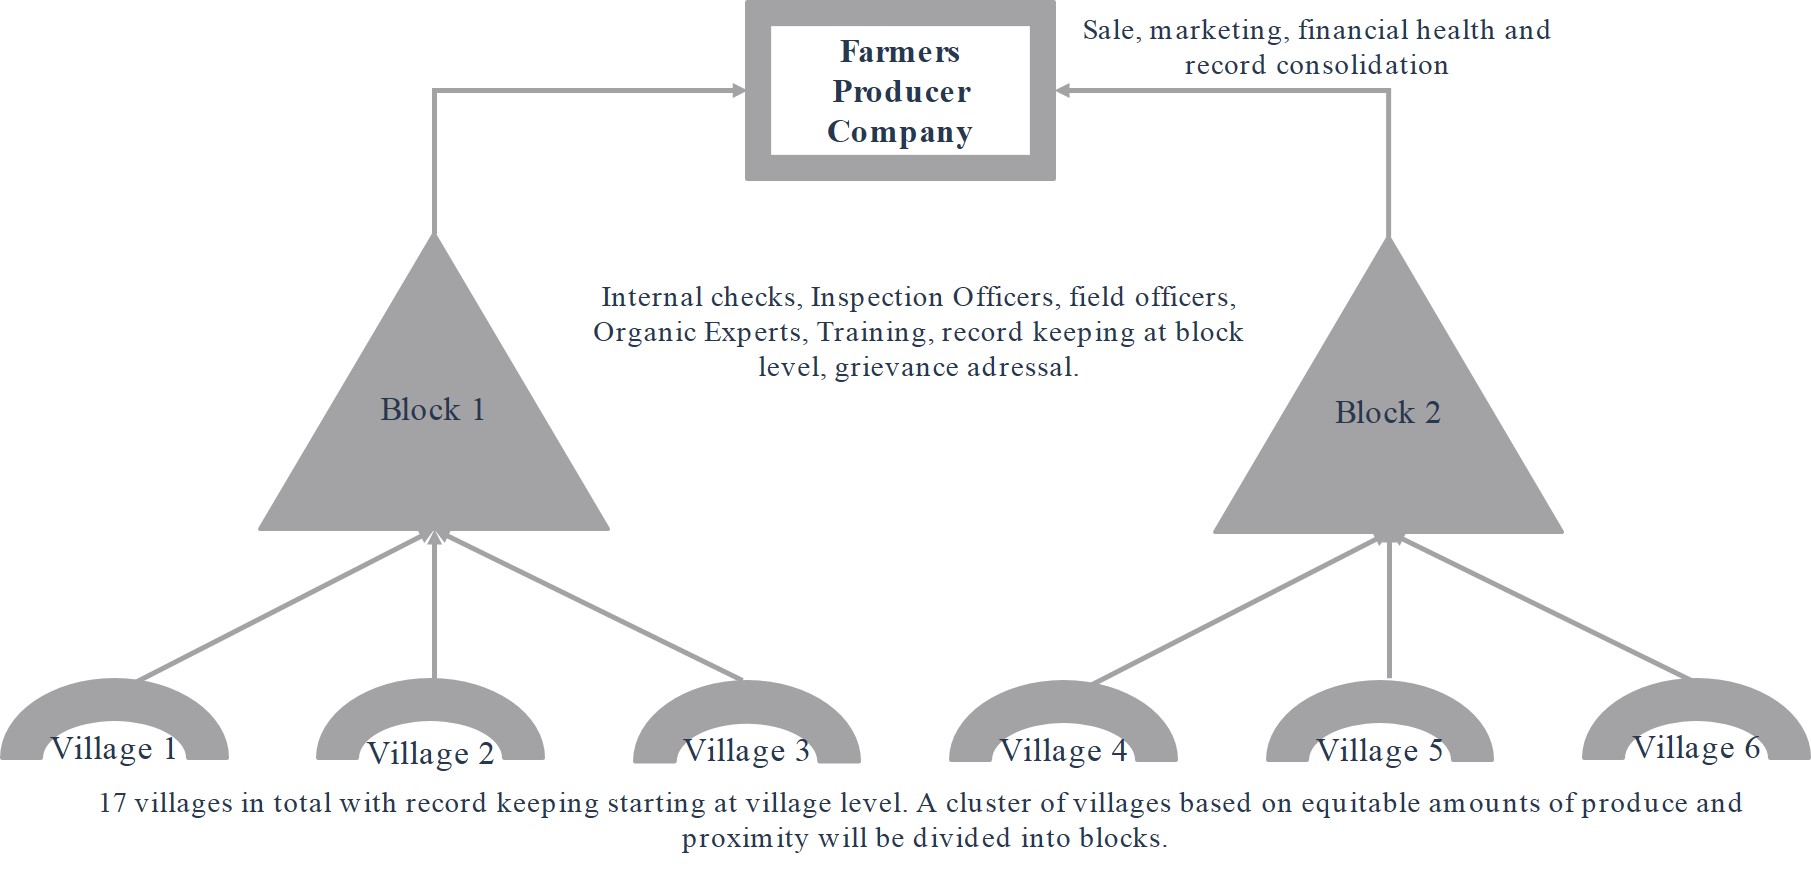 Farmers
Producer
Company
Sale, marketing, financial health and
record consolidation
Internal checks, Inspection Officers, field officers,
Organic Experts, Training, record keeping at block
level, grievance adressal.
Block 1
Block 2
Village 1
Village 2
Village 3
Village 4
Village 5
Village 6
17 villages in total with record keeping starting at village level. A cluster of villages based on equitable amounts of produce and
proximity will be divided into blocks.